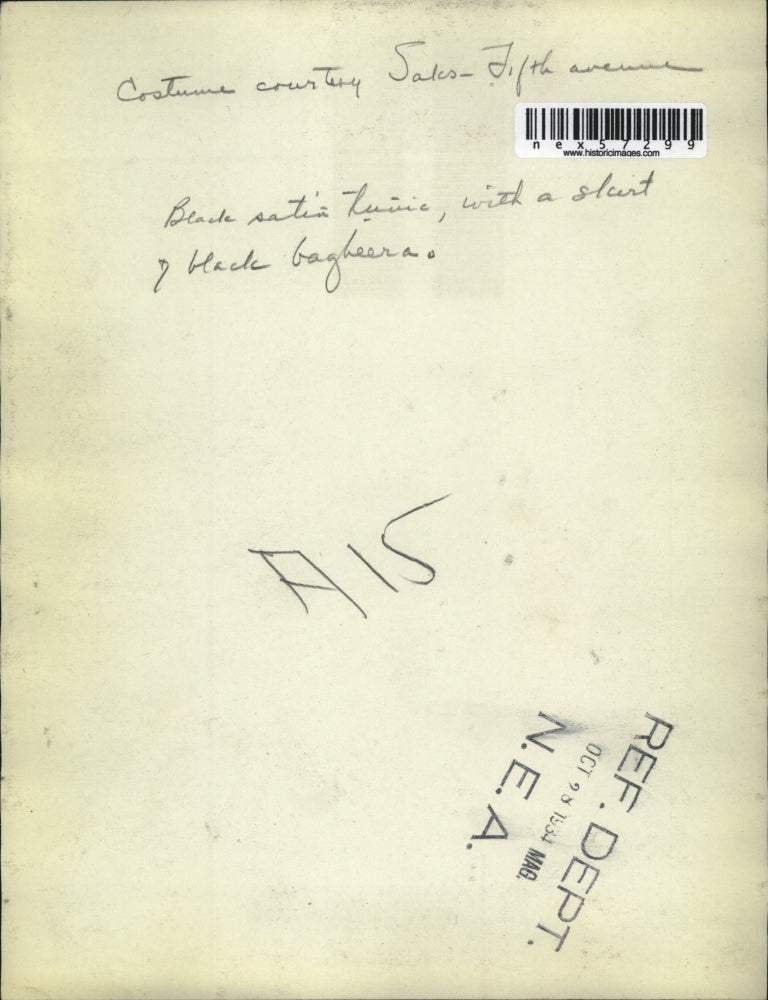 Costume courtesy Saks-Fifth avenue
nex57299
www.historicimages.com
Black satin tunic, with a skirt
of black bagheera.
A15
REF. DEPT.
OCT 28 1934 MAG.
N.E.A.